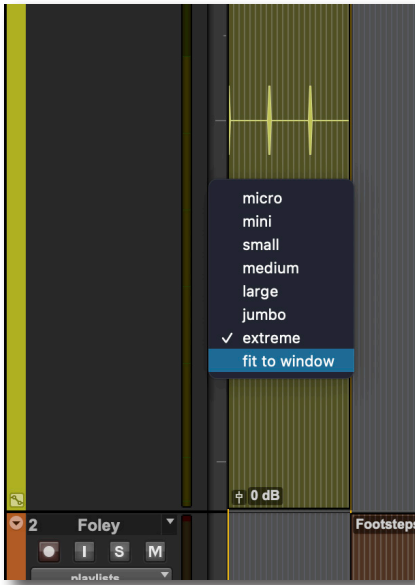 micro
mini
small
medium
large
jumbo
✓ extreme
fit to window
0 dB
2 Foley
Footsteps
I S M
playlists